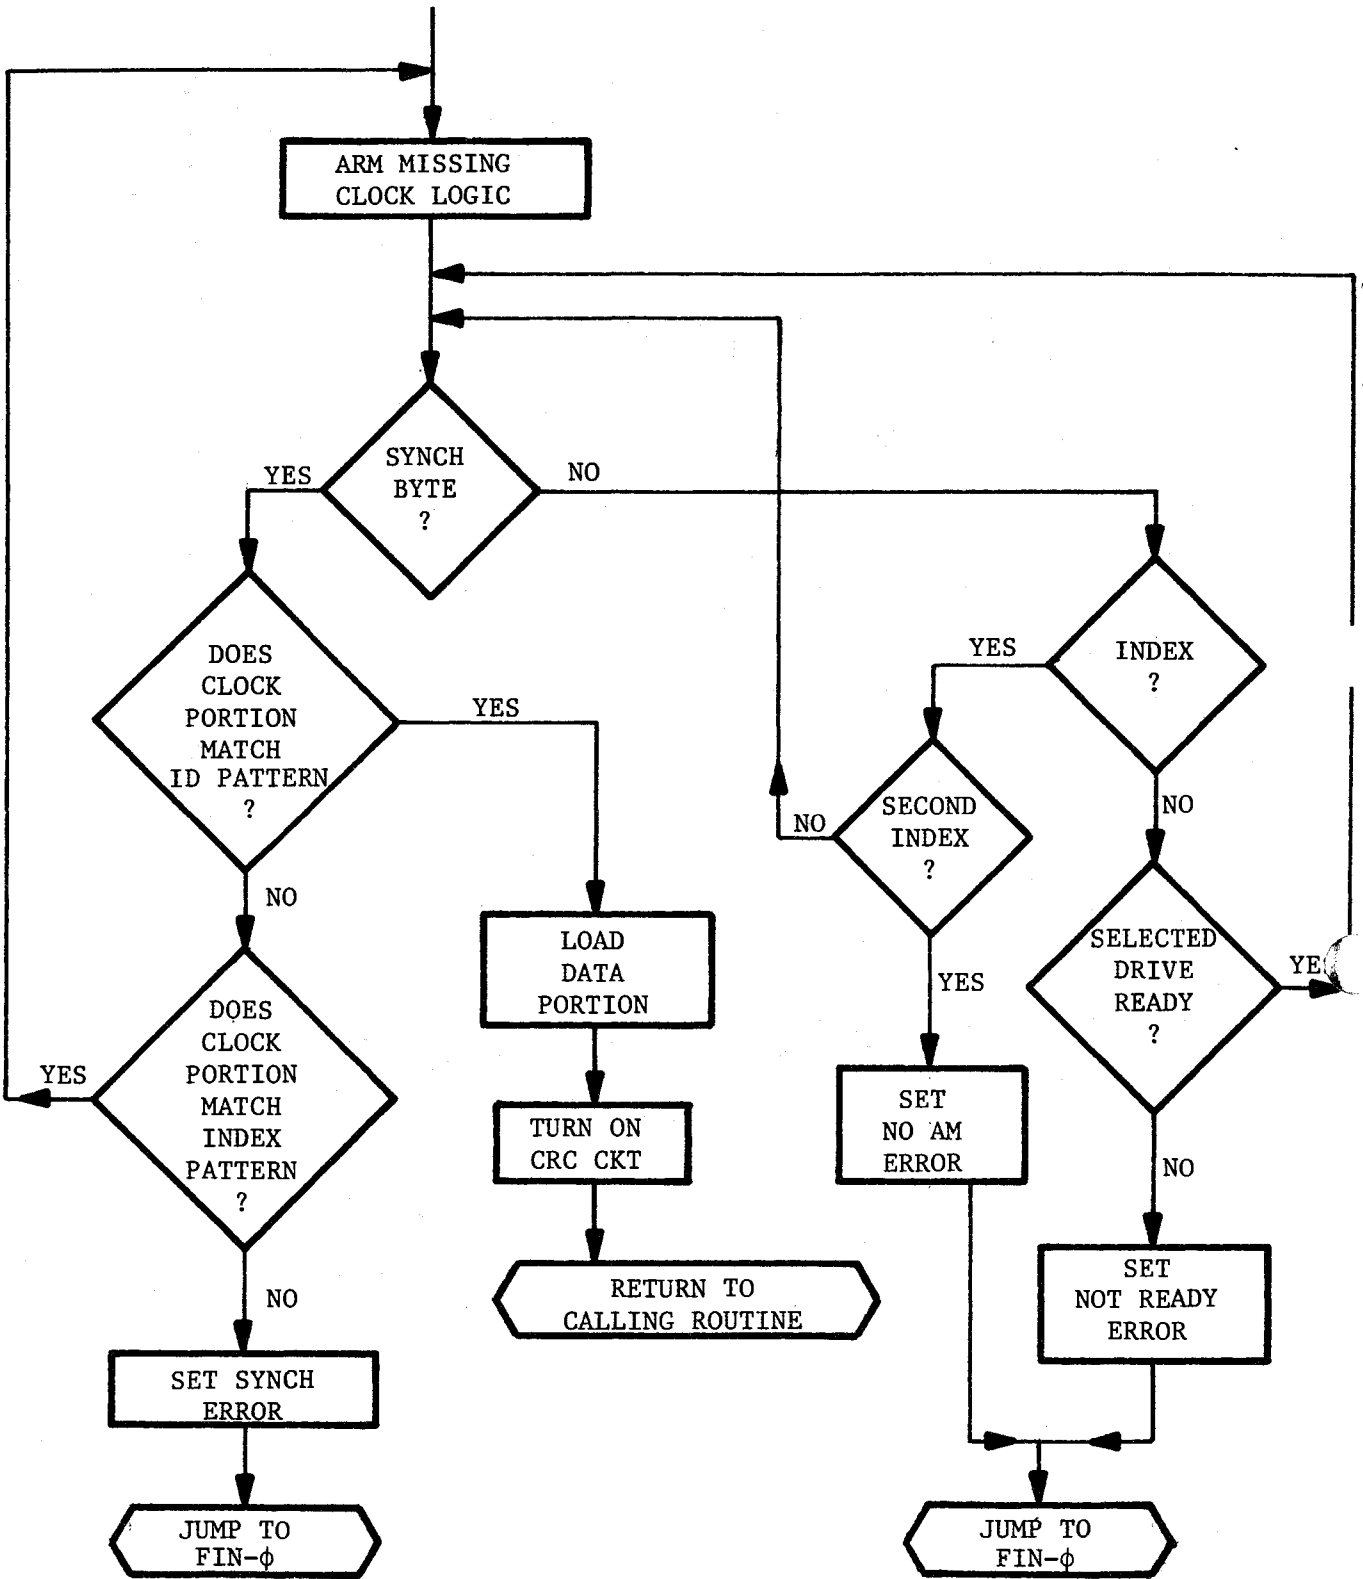 ARM MISSING
CLOCK LOGIC
SYNCH
BYTE
?
YES
NO
DOES
CLOCK
PORTION
MATCH
ID PATTERN
?
YES
NO
INDEX
?
YES
NO
SECOND
INDEX
?
NO
YES
SELECTED
DRIVE
READY
?
NO
LOAD
DATA
PORTION
DOES
CLOCK
PORTION
MATCH
INDEX
PATTERN
?
YES
NO
TURN ON
CRC CKT
SET
NO AM
ERROR
RETURN TO
CALLING ROUTINE
SET
NOT READY
ERROR
SET SYNCH
ERROR
JUMP TO
FIN-ϕ
JUMP TO
FIN-ϕ